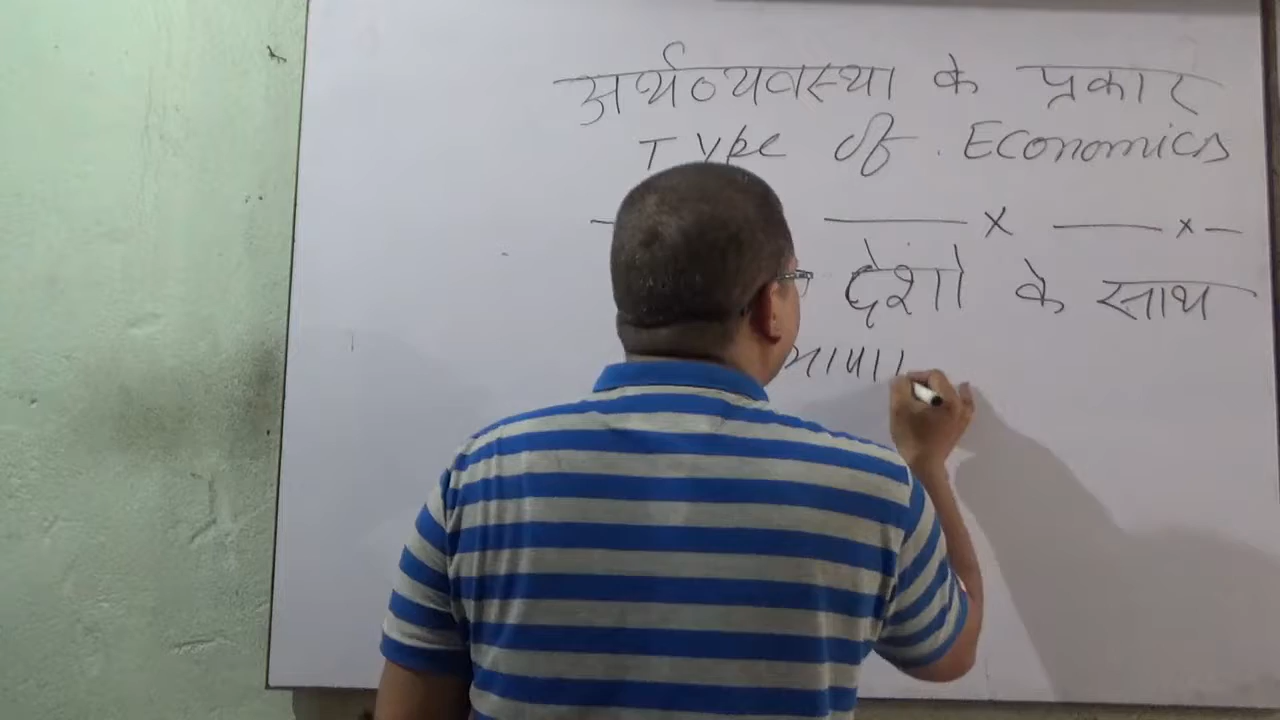 अर्थव्यवस्था के प्रकार
Type of Economics
देशों के साथ